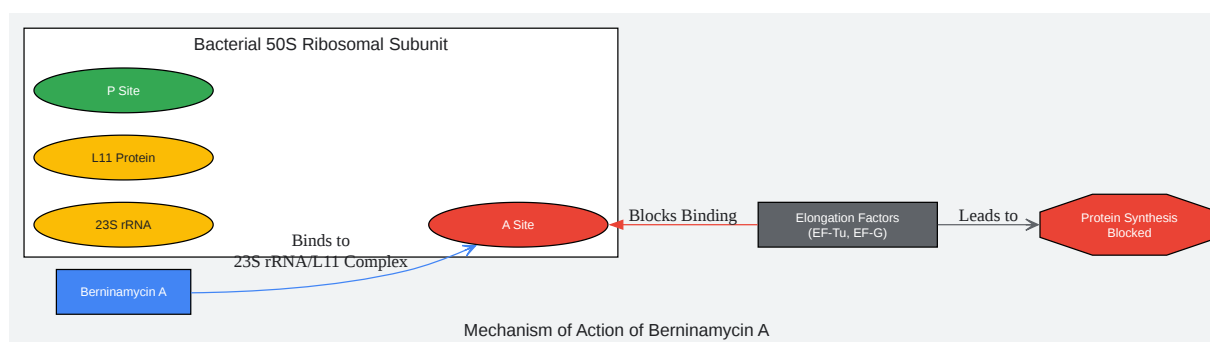 Bacterial 50S Ribosomal Subunit
P Site
L11 Protein
23S rRNA
A Site
Blocks Binding
Elongation Factors
(EF-Tu, EF-G)
Leads to
Protein Synthesis
Blocked
Binds to
23S rRNA/L11 Complex
Berninamycin A
Mechanism of Action of Berninamycin A